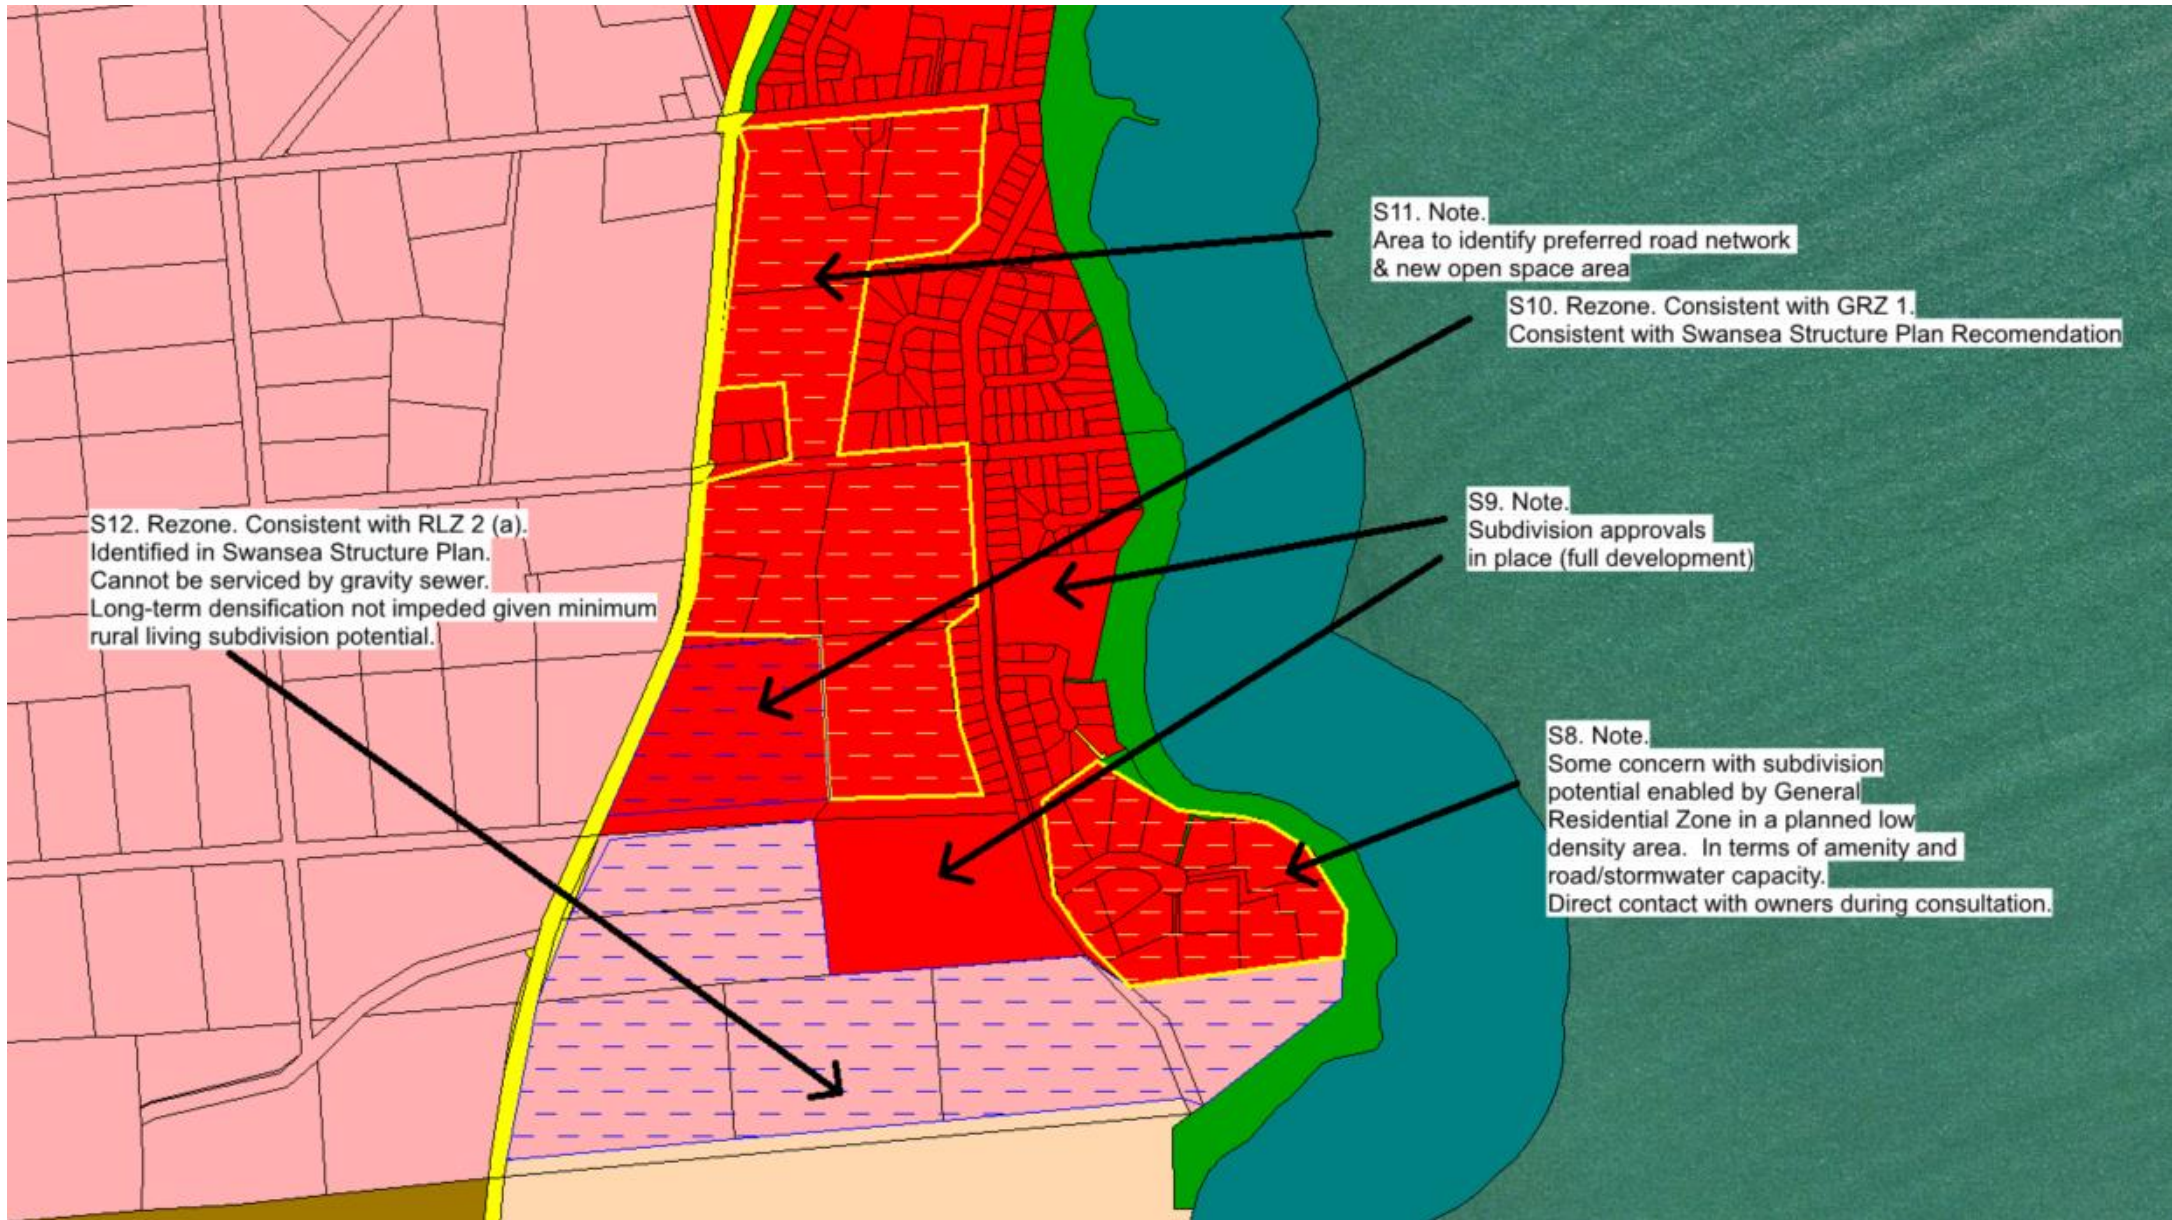 S11. Note.
Area to identify preferred road network
& new open space area
S10. Rezone. Consistent with GRZ 1.
Consistent with Swansea Structure Plan Recomendation
S9. Note.
Subdivision approvals
in place (full development)
S12. Rezone. Consistent with RLZ 2 (a).
Identified in Swansea Structure Plan.
Cannot be serviced by gravity sewer.
Long-term densification not impeded given minimum
rural living subdivision potential.
S8. Note.
Some concern with subdivision
potential enabled by General
Residential Zone in a planned low
density area.  In terms of amenity and
road/stormwater capacity.
Direct contact with owners during consultation.